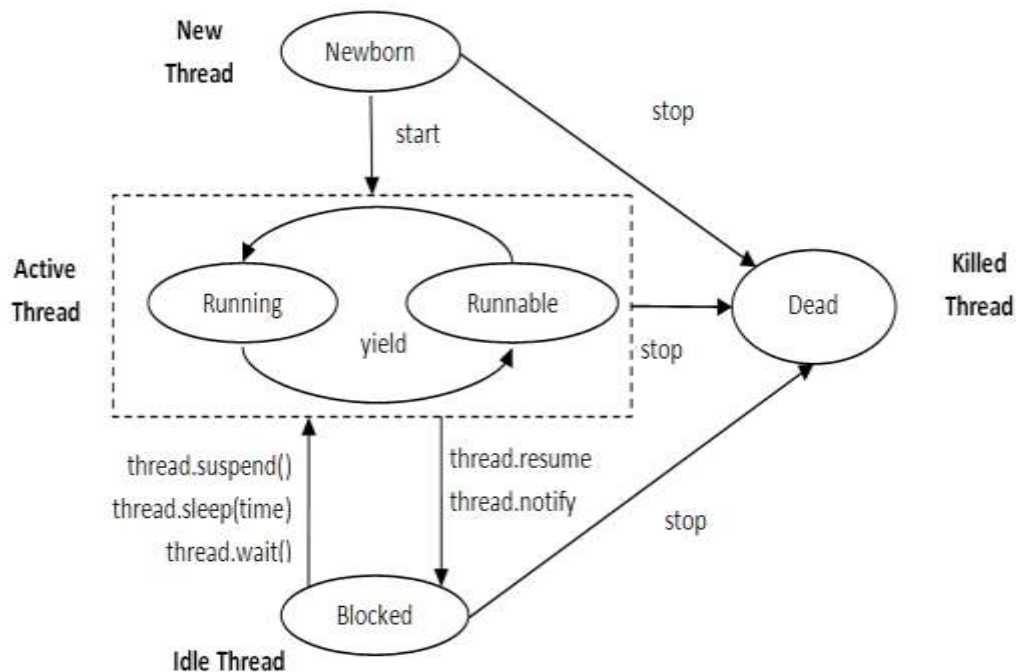 New
Thread
Newborn
start
stop
Active
Thread
Running
Runnable
yield
stop
Dead
Killed
Thread
thread.suspend()
thread.sleep(time)
thread.wait()
thread.resume
thread.notify
stop
Blocked
Idle Thread